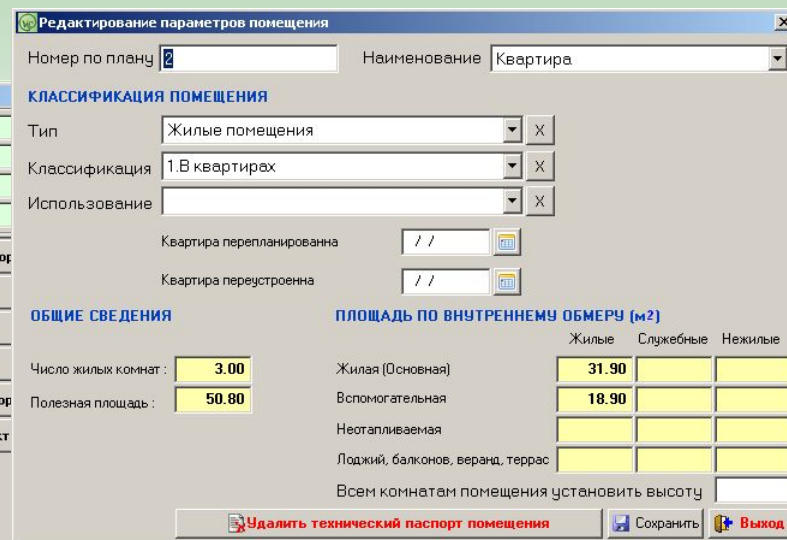 Редактирование параметров помещения
Номер по плану 2 Наименование Квартира
КЛАССИФИКАЦИЯ ПОМЕЩЕНИЯ
Тип Жилые помещения X
Классификация 1.В квартирах X
Использование X
Квартира перепланированна / /
Квартира переустроенна / /
ОБЩИЕ СВЕДЕНИЯ ПЛОЩАДЬ ПО ВНУТРЕННЕМУ ОБМЕРУ (м2)
Жилые Служебные Нежилые
Число жилых комнат : 3.00 Жилая (Основная) 31.90
Полезная площадь : 50.80 Вспомогательная 18.90
Неотапливаемая
Лоджий, балконов, веранд, террас
Всем комнатам помещения установить высоту
Удалить технический паспорт помещения Сохранить Выход